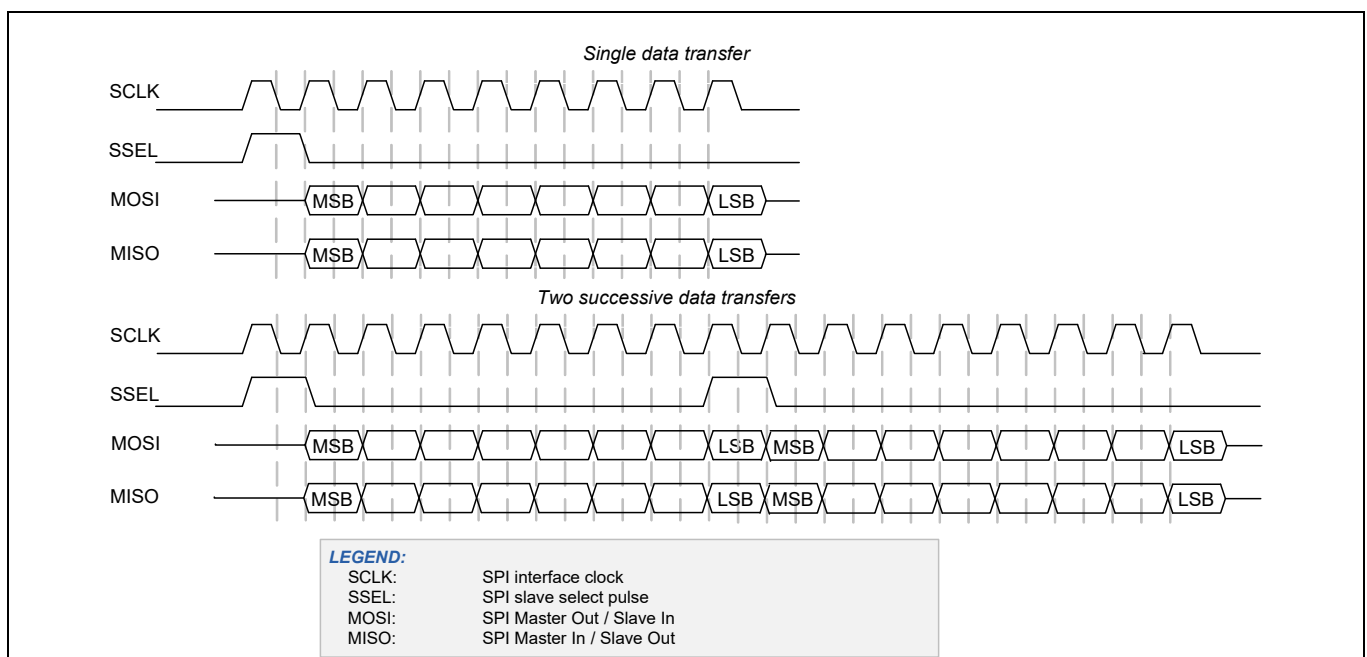 Single data transfer
SCLK
SSEL
MOSI MSB LSB
MISO MSB LSB
Two successive data transfers
SCLK
SSEL
MOSI MSB LSB MSB LSB
MISO MSB LSB MSB LSB
LEGEND:
SCLK: SPI interface clock
SSEL: SPI slave select pulse
MOSI: SPI Master Out / Slave In
MISO: SPI Master In / Slave Out